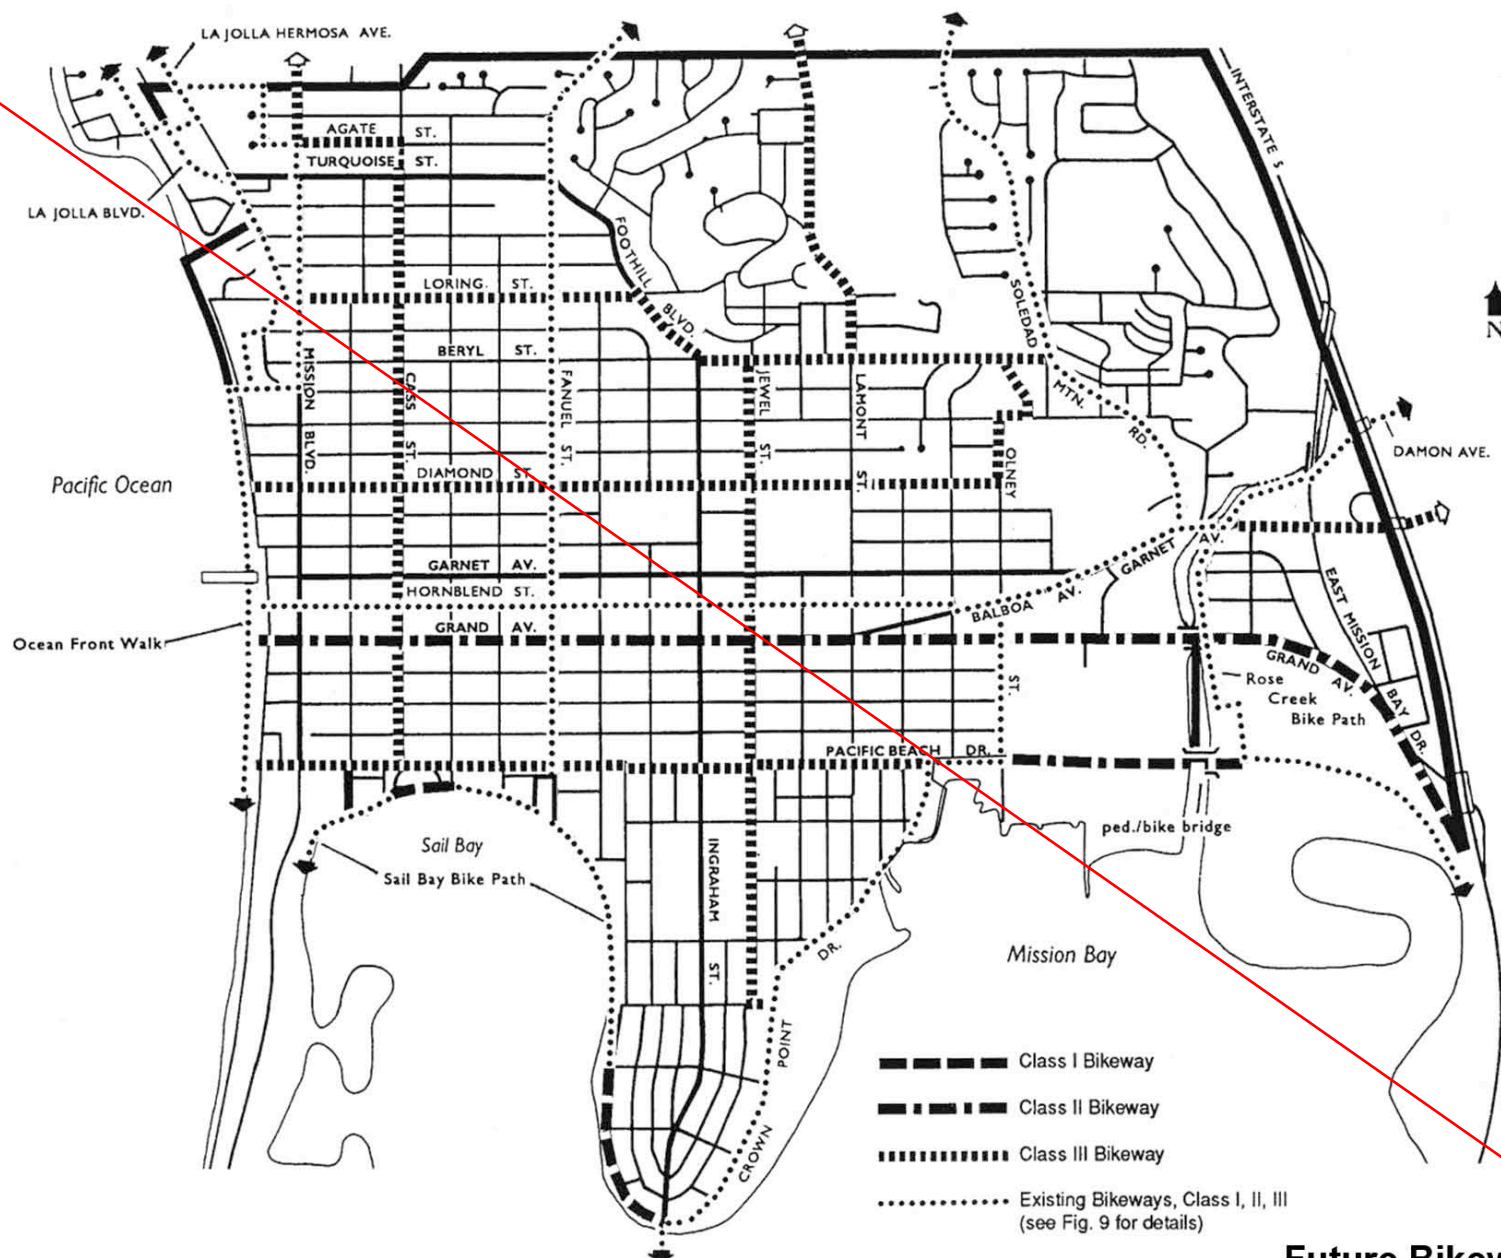 LA JOLLA HERMOSA AVE.
INTERSTATE 5
AGATE ST.
TURQUOISE ST.
LA JOLLA BLVD.
FOOTHILL BLVD.
LORING ST.
SOLEDAD MTN. RD.
N
BERYL ST.
MISSION BLVD.
CASS ST.
FANUEL ST.
JEWEL ST.
LAMONT ST.
OLNEY ST.
DAMON AVE.
DIAMOND ST.
Pacific Ocean
GARNET AV.
GARNET AV.
HORNBLEND ST.
BALBOA AV.
EAST MISSION BAY DR.
GRAND AV.
Ocean Front Walk
GRAND AV.
Rose
Creek
Bike Path
PACIFIC BEACH DR.
ped./bike bridge
Sail Bay
Sail Bay Bike Path
INGRAHAM ST.
Mission Bay
CROWN POINT DR.
Class I Bikeway
Class II Bikeway
Class III Bikeway
Existing Bikeways, Class I, II, III
(see Fig. 9 for details)